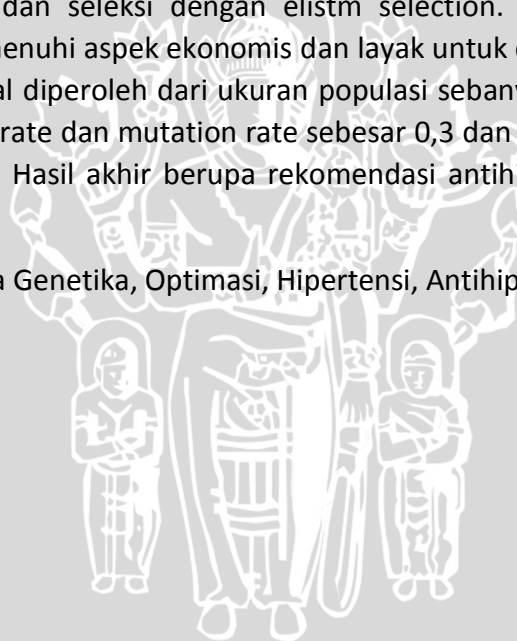 dan seleksi dengan elistm selection.
menuhi aspek ekonomis dan layak untuk
al diperoleh dari ukuran populasi sebany
rate dan mutation rate sebesar 0,3 dan
Hasil akhir berupa rekomendasi antih
a Genetika, Optimasi, Hipertensi, Antihip